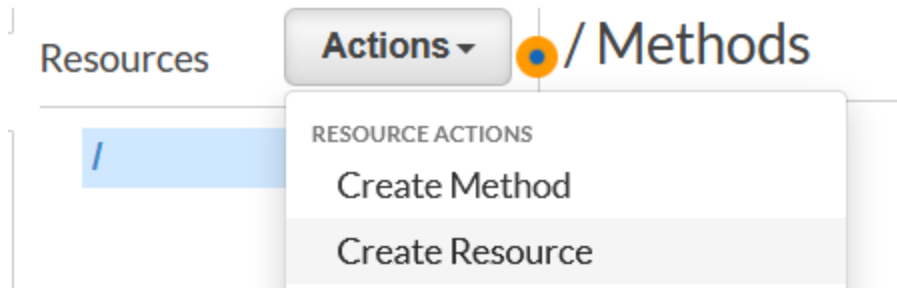 Resources
Actions
/ Methods
/
RESOURCE ACTIONS
Create Method
Create Resource